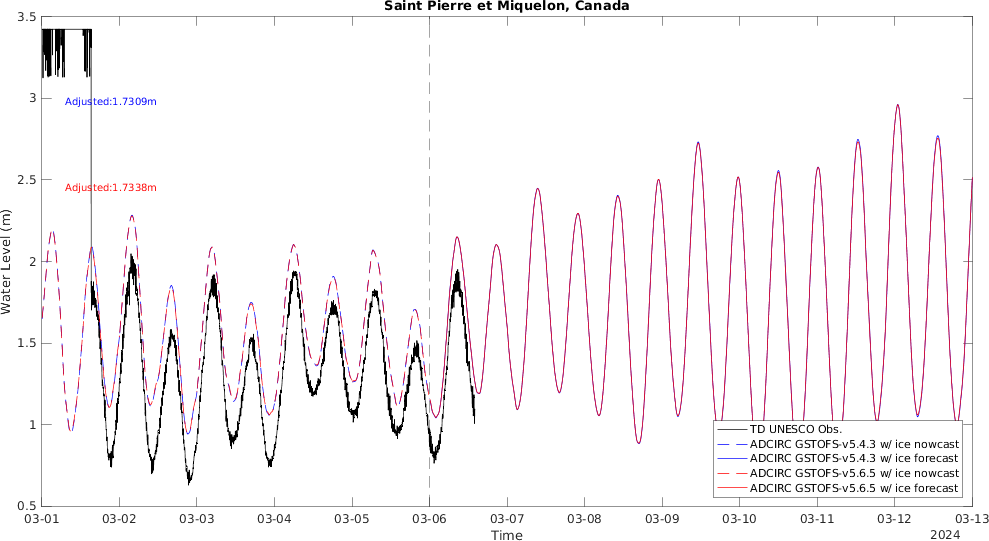 Saint Pierre et Miquelon, Canada
3.5
3
2.5
2
1.5
1
0.5
Water Level (m)
Adjusted:1.7309m
Adjusted:1.7338m
TD UNESCO Obs.
ADCIRC GSTOFS-v5.4.3 w/ ice nowcast
ADCIRC GSTOFS-v5.4.3 w/ ice forecast
ADCIRC GSTOFS-v5.6.5 w/ ice nowcast
ADCIRC GSTOFS-v5.6.5 w/ ice forecast
03-01 03-02 03-03 03-04 03-05 03-06 03-07 03-08 03-09 03-10 03-11 03-12 03-13
Time
2024